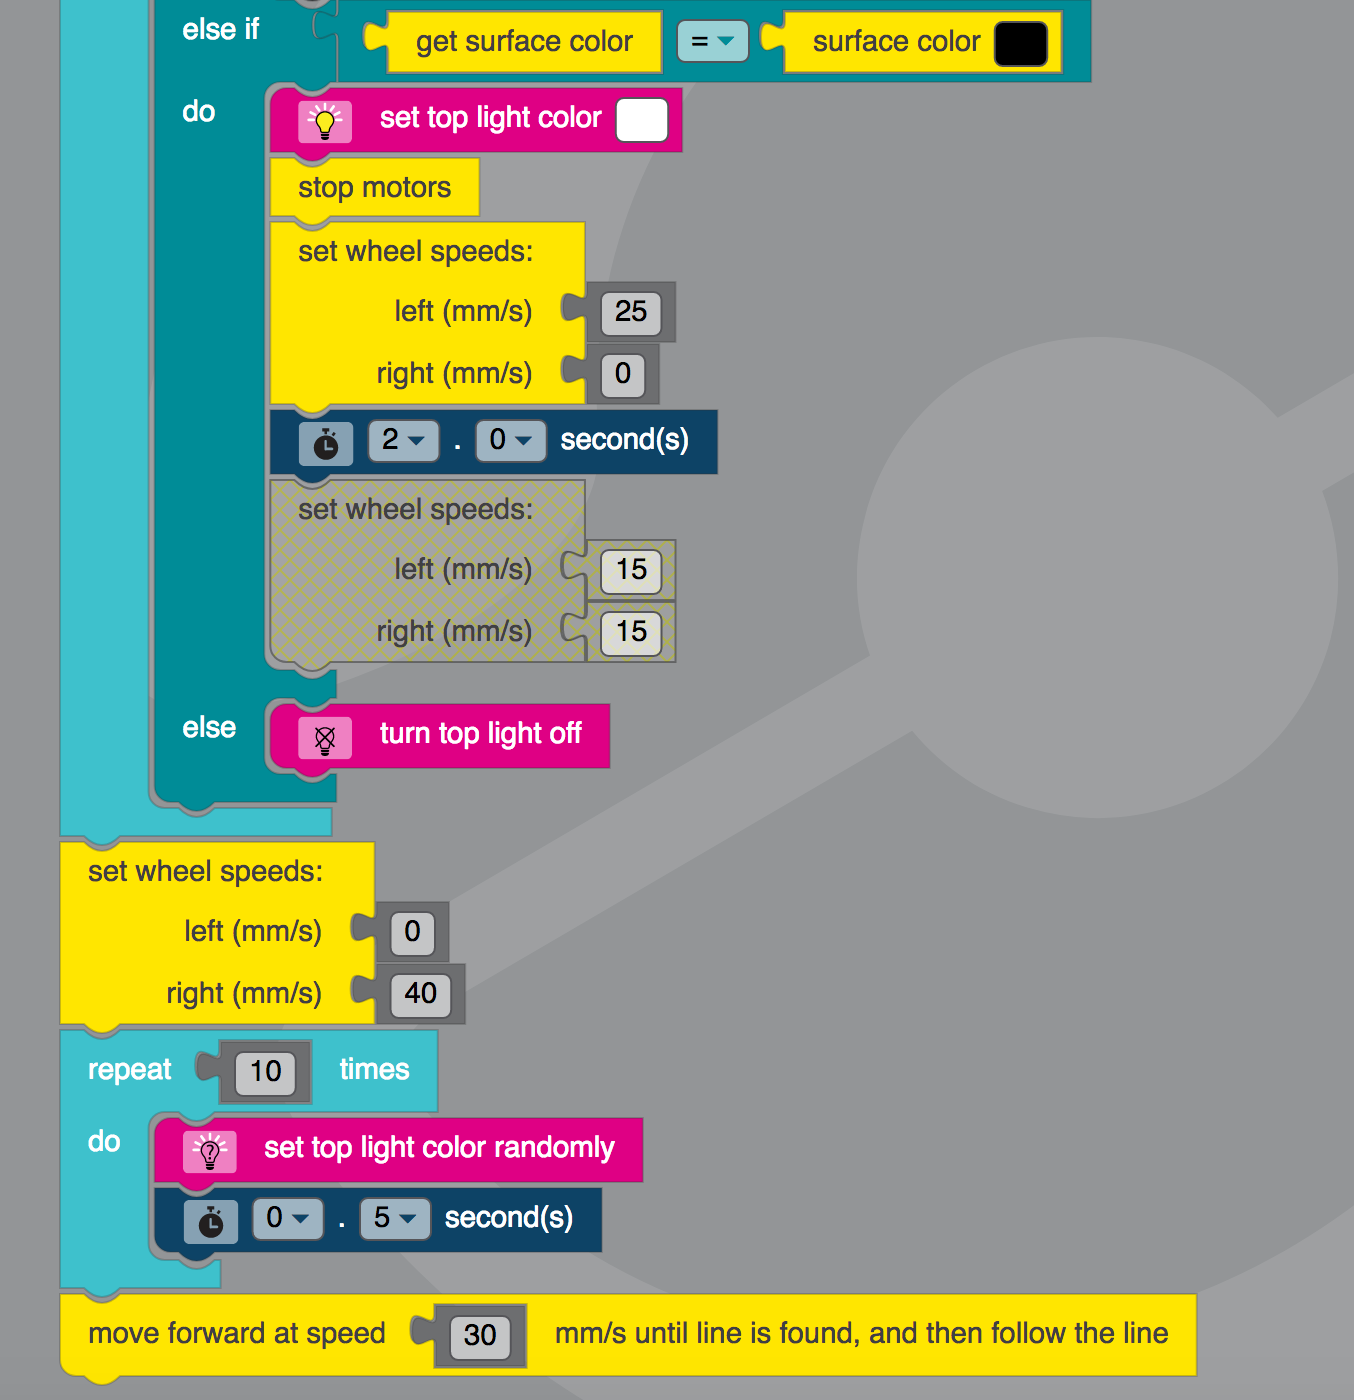 else if get surface color = surface color
do set top light color
stop motors
set wheel speeds:
left (mm/s) 25
right (mm/s) 0
2 . 0 second(s)
set wheel speeds:
left (mm/s) 15
right (mm/s) 15
else turn top light off
set wheel speeds:
left (mm/s) 0
right (mm/s) 40
repeat 10 times
do set top light color randomly
0 . 5 second(s)
move forward at speed 30 mm/s until line is found, and then follow the line